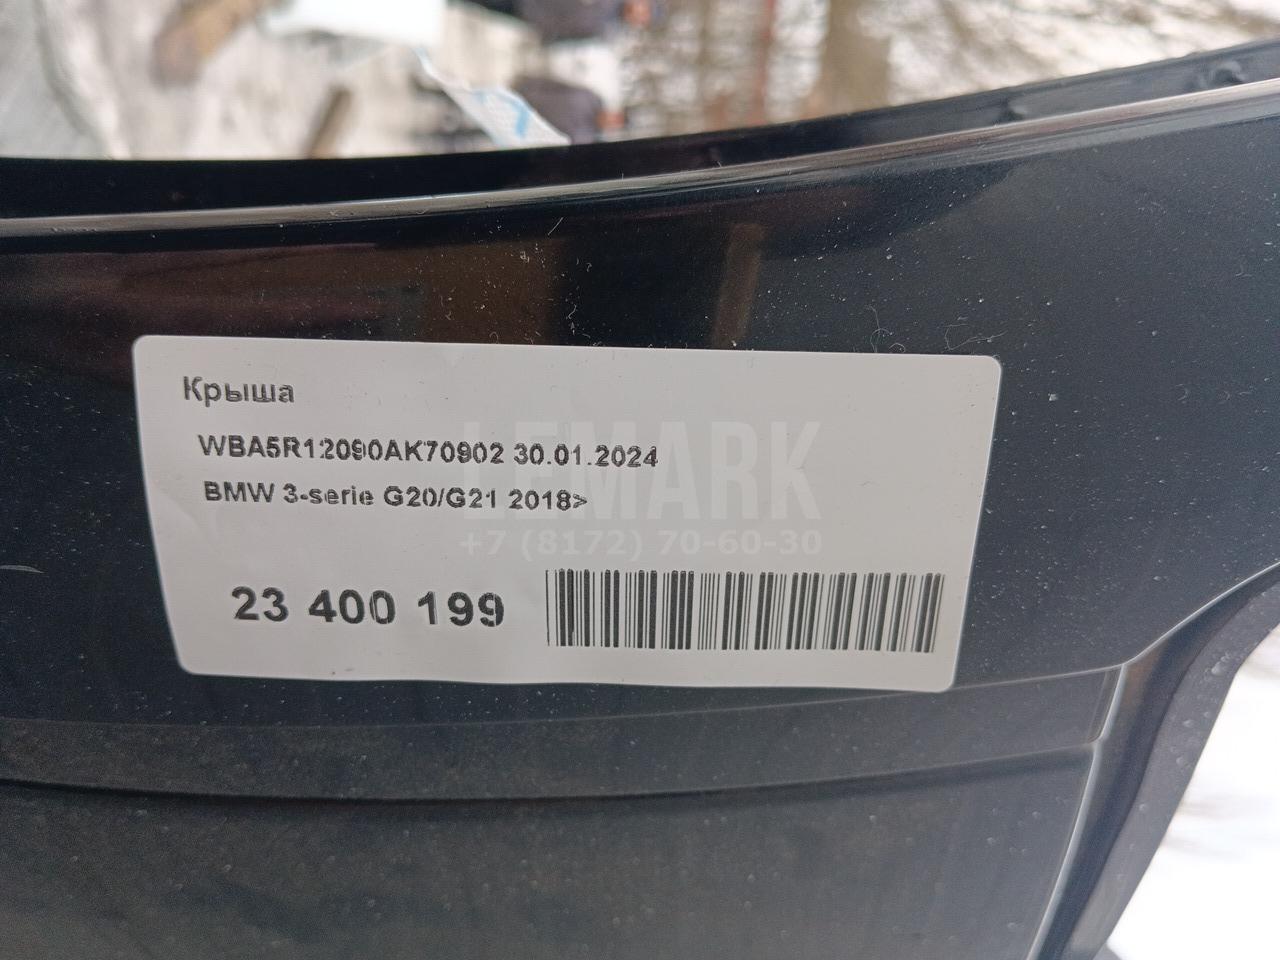 Крыша
WBA5R12090AK70902 30.01.2024
BMW 3-serie G20/G21 2018>
LEMARK
+7 (8172) 70-60-30
23 400 199